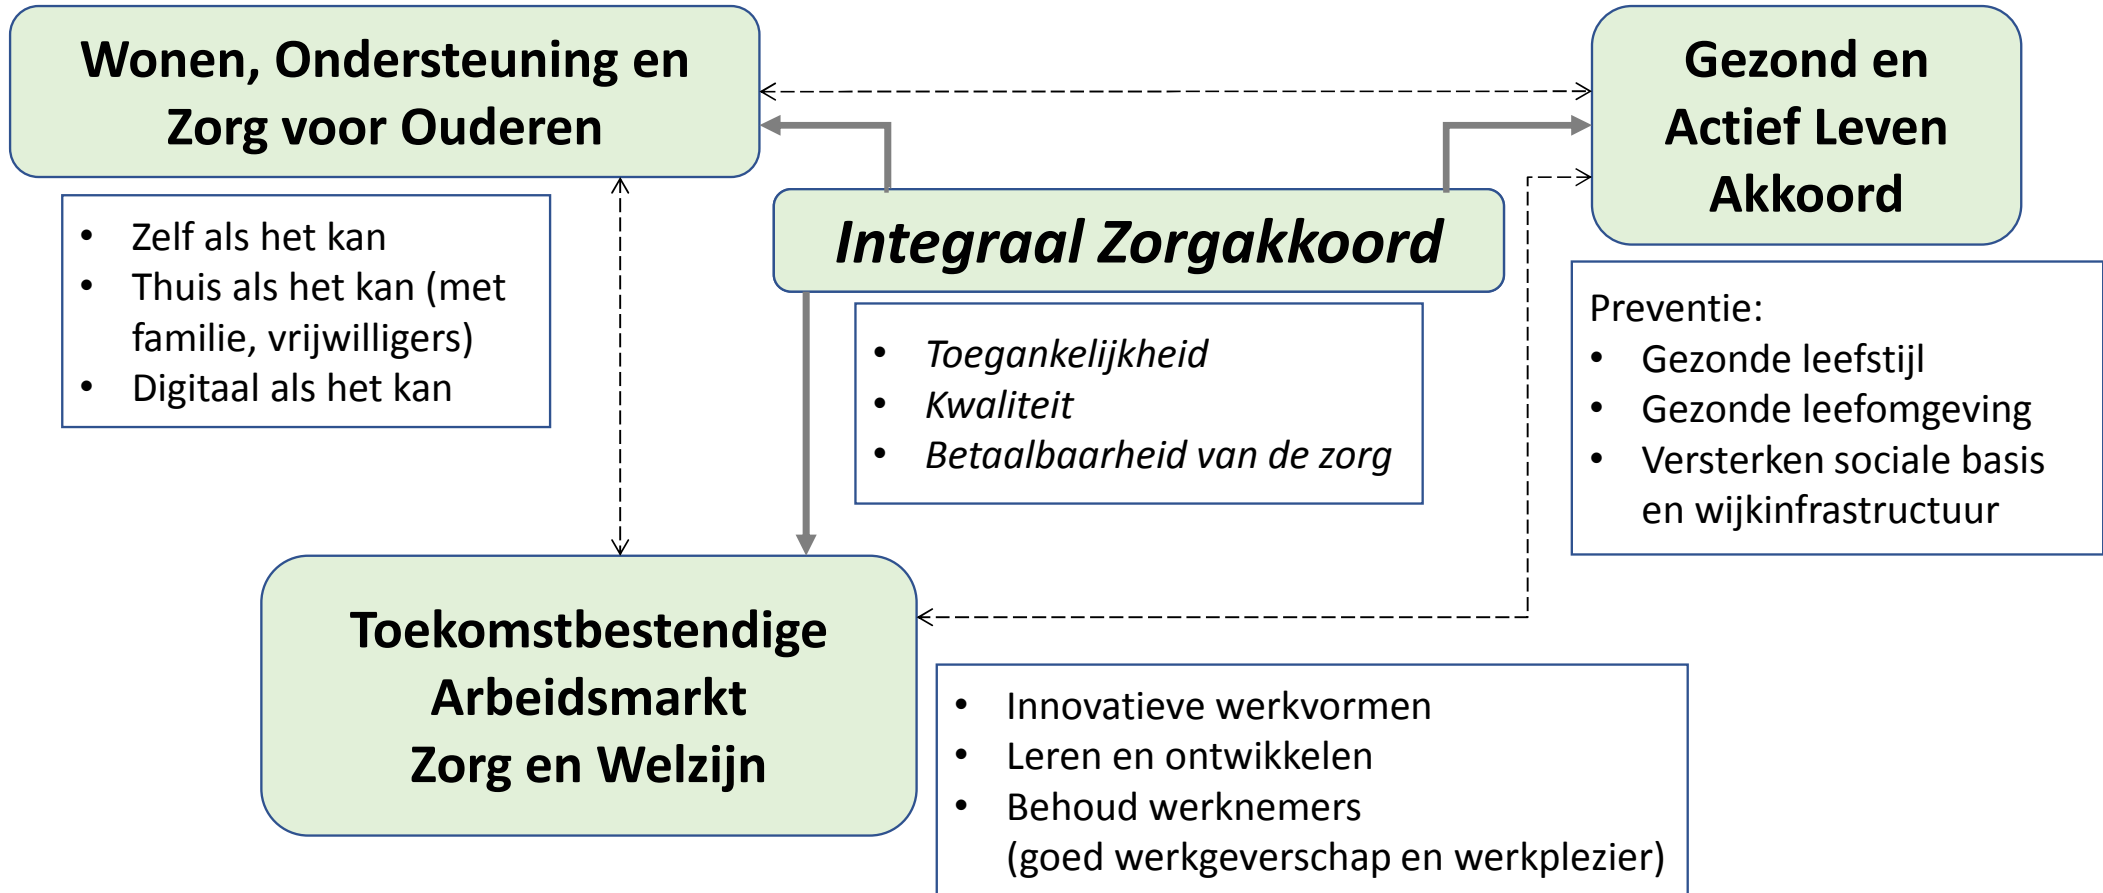 Wonen, Ondersteuning en
Zorg voor Ouderen
• Zelf als het kan
• Thuis als het kan (met
familie, vrijwilligers)
• Digitaal als het kan
Integraal Zorgakkoord
• Toegankelijkheid
• Kwaliteit
• Betaalbaarheid van de zorg
Gezond en
Actief Leven
Akkoord
Preventie:
• Gezonde leefstijl
• Gezonde leefomgeving
• Versterken sociale basis
en wijkinfrastructuur
Toekomstbestendige
Arbeidsmarkt
Zorg en Welzijn
• Innovatieve werkvormen
• Leren en ontwikkelen
• Behoud werknemers
(goed werkgeverschap en werkplezier)